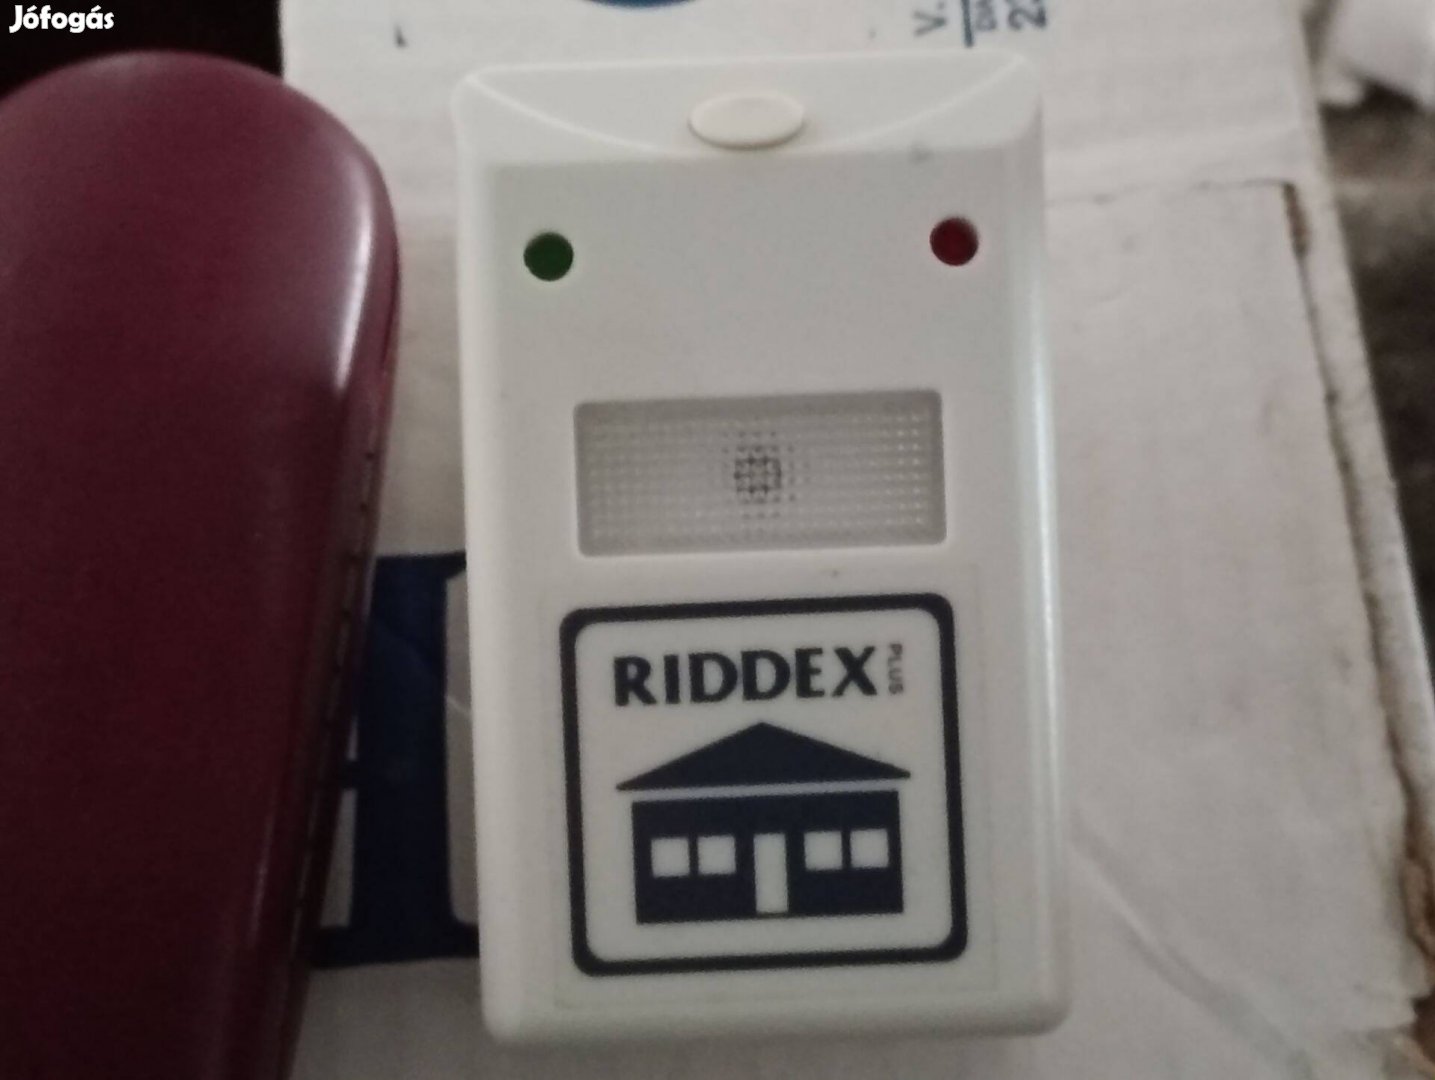 Jófogás
V.
RIDDEX PLUS